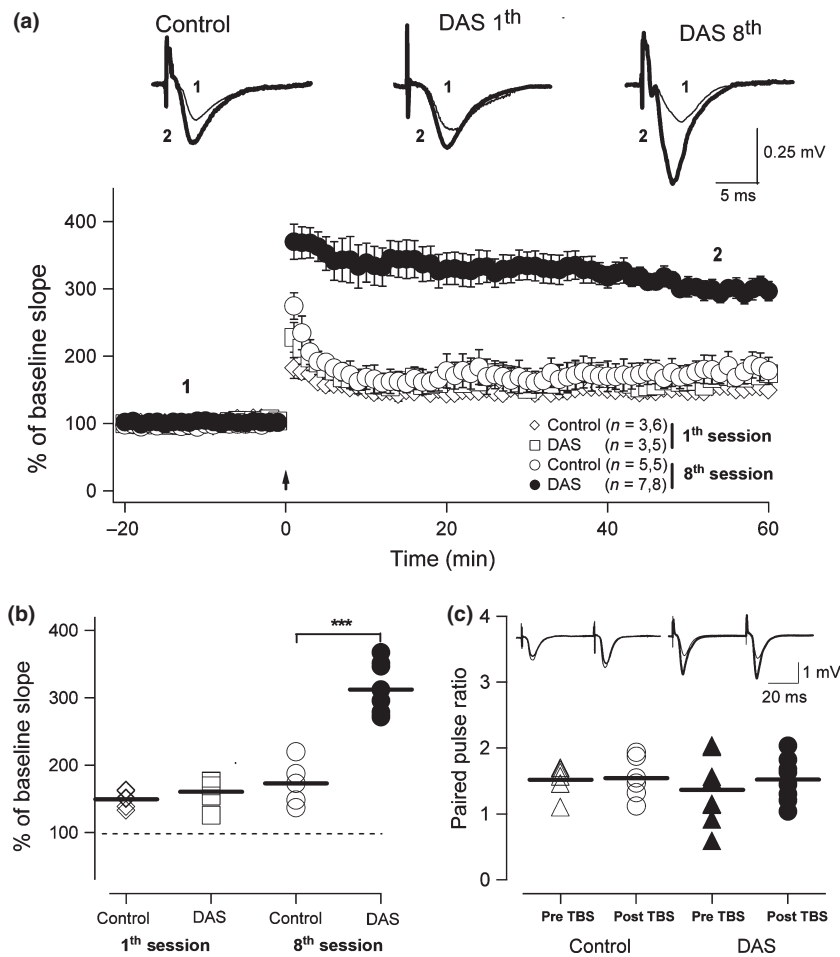 (a)
Control
DAS 1th
DAS 8th
1
2
1
2
1
2
0.25 mV
5 ms
% of baseline slope
400
300
200
100
0
1
2
Control (n = 3,6)
DAS (n = 3,5)
1th session
Control (n = 5,5)
DAS (n = 7,8)
8th session
–20
0
20
40
60
Time (min)
(b)
% of baseline slope
400
300
200
100
***
Control
DAS
Control
DAS
1th session
8th session
(c)
Paired pulse ratio
4
3
2
1
0
1 mV
20 ms
Pre TBS
Post TBS
Pre TBS
Post TBS
Control
DAS